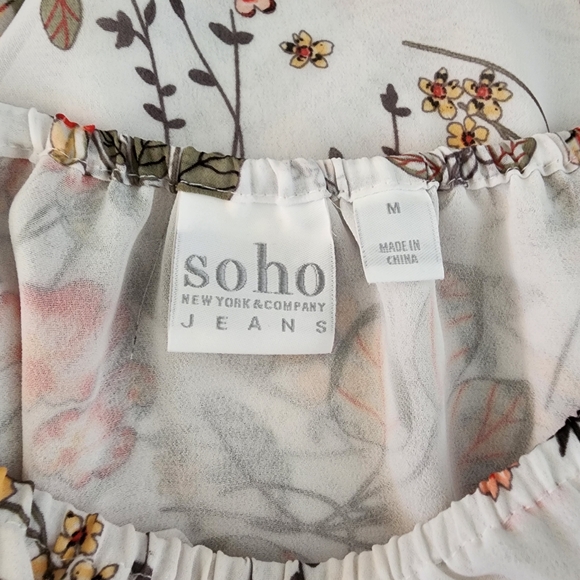 soho
NEW YORK & COMPANY
JEANS
M
MADE IN
CHINA